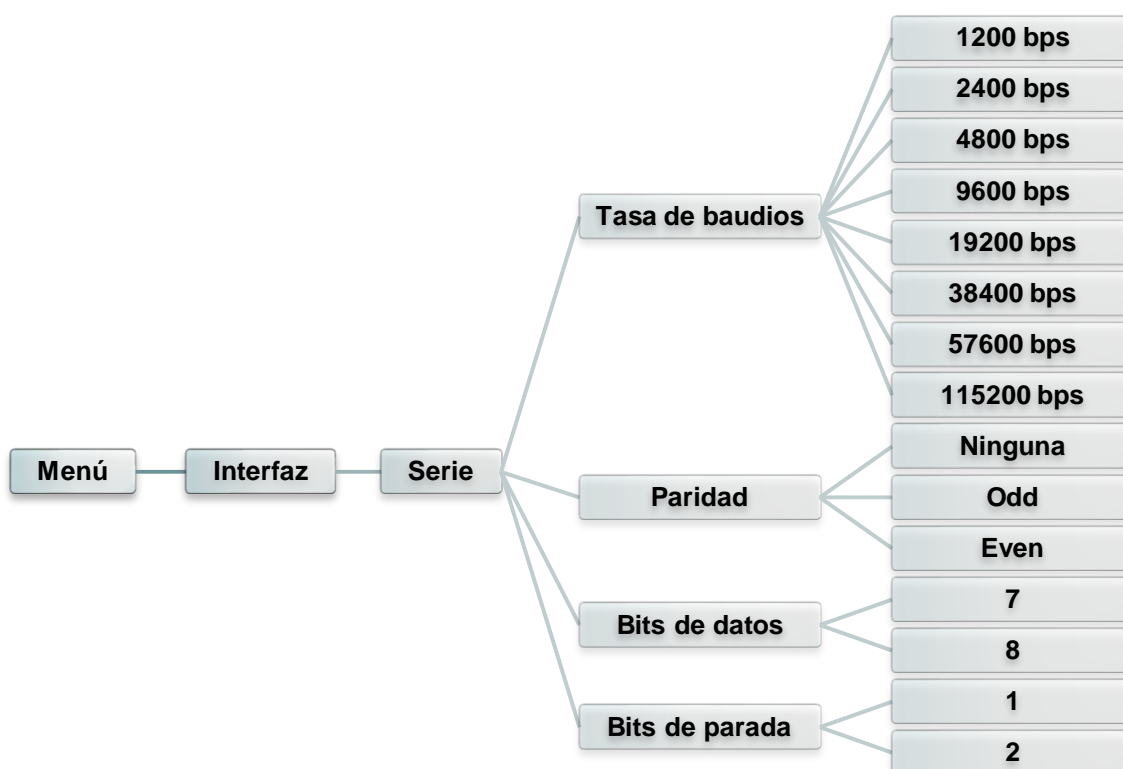 1200 bps
2400 bps
4800 bps
9600 bps
Tasa de baudios
19200 bps
38400 bps
57600 bps
115200 bps
Menú
Interfaz
Serie
Ninguna
Paridad
Odd
Even
Bits de datos
7
8
Bits de parada
1
2